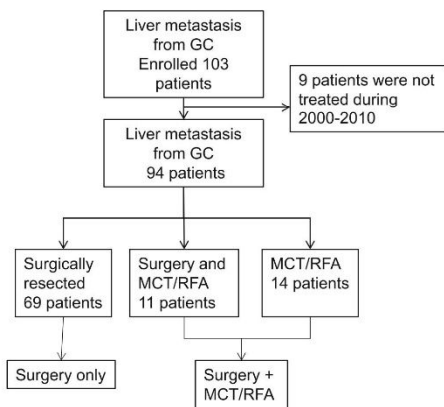 Liver metastasis
from GC
Enrolled 103
patients
9 patients were not
treated during
2000-2010
Liver metastasis
from GC
94 patients
Surgically
resected
69 patients
Surgery and
MCT/RFA
11 patients
MCT/RFA
14 patients
Surgery only
Surgery +
MCT/RFA